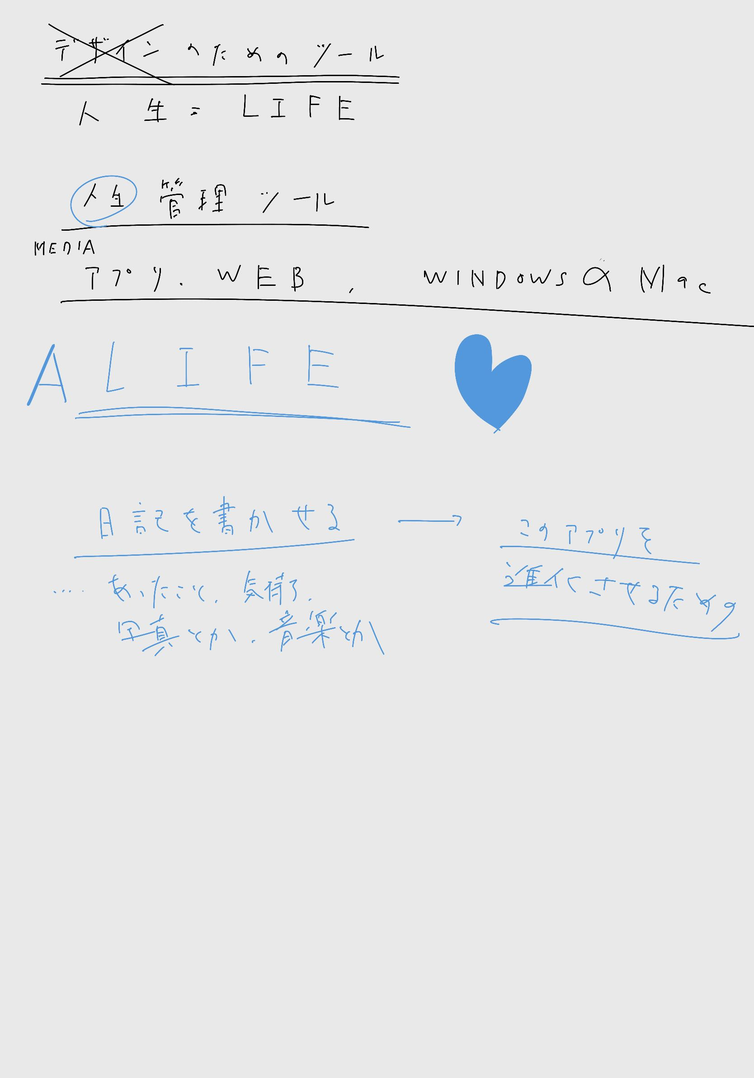 デザインのためのツール
人生 = LIFE
人生管理ツール
MEDIA
アプリ、WEB、 WINDOWS & Mac
A LIFE
日記を書かせる → このアプリを
進化させるための
‥‥ あったこと、気持ち、
写真とか、音楽とか